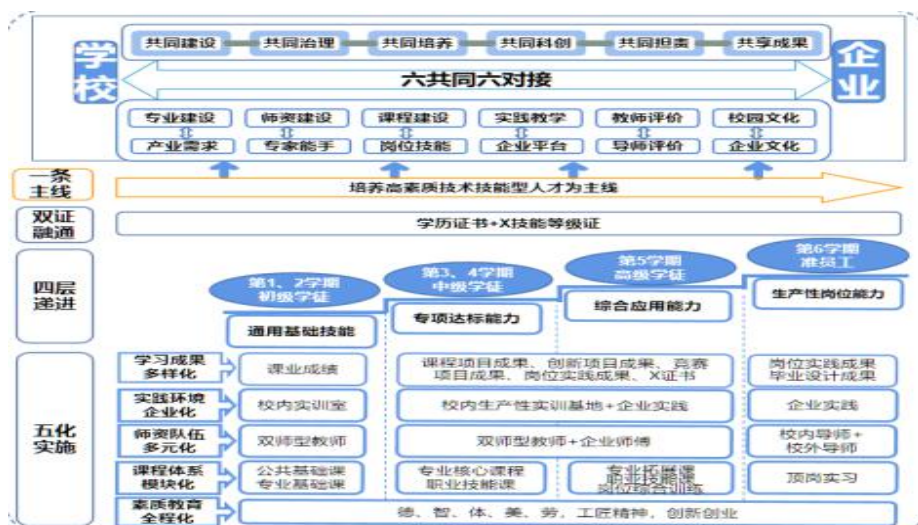 学校
企业
共同建设 共同治理 共同培养 共同科创 共同担责 共享成果
六共同六对接
专业建设 师资建设 课程建设 实践教学 教师评价 校园文化
产业需求 专家能手 岗位技能 企业平台 导师评价 企业文化
一条
主线
培养高素质技术技能型人才为主线
双证
融通
学历证书+X技能等级证
四层
递进
第1、2学期
初级学徒
第3、4学期
中级学徒
第5学期
高级学徒
第6学期
准员工
通用基础技能
专项达标能力
综合应用能力
生产性岗位能力
五化
实施
学习成果
多样化
课业成绩
课程项目成果、创新项目成果、竞赛
项目成果、岗位实践成果、X证书
岗位实践成果
毕业设计成果
实践环境
企业化
校内实训室
校内生产性实训基地+企业实践
企业实践
师资队伍
多元化
双师型教师
双师型教师+企业师傅
校内导师+
校外导师
课程体系
模块化
公共基础课
专业基础课
专业核心课程
职业技能课
专业拓展课
职业技能课
岗位综合训练
顶岗实习
素质教育
全程化
德、智、体、美、劳，工匠精神，创新创业